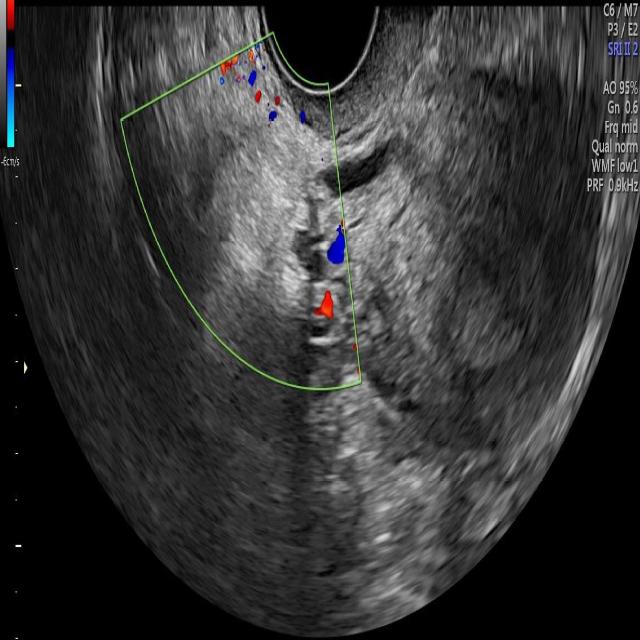 C6 / M7
P3 / E2
SRI II 2
AO 95%
Gn 0.6
Frq mid
Qual norm
WMF low1
PRF 0.9kHz
-6cm/s